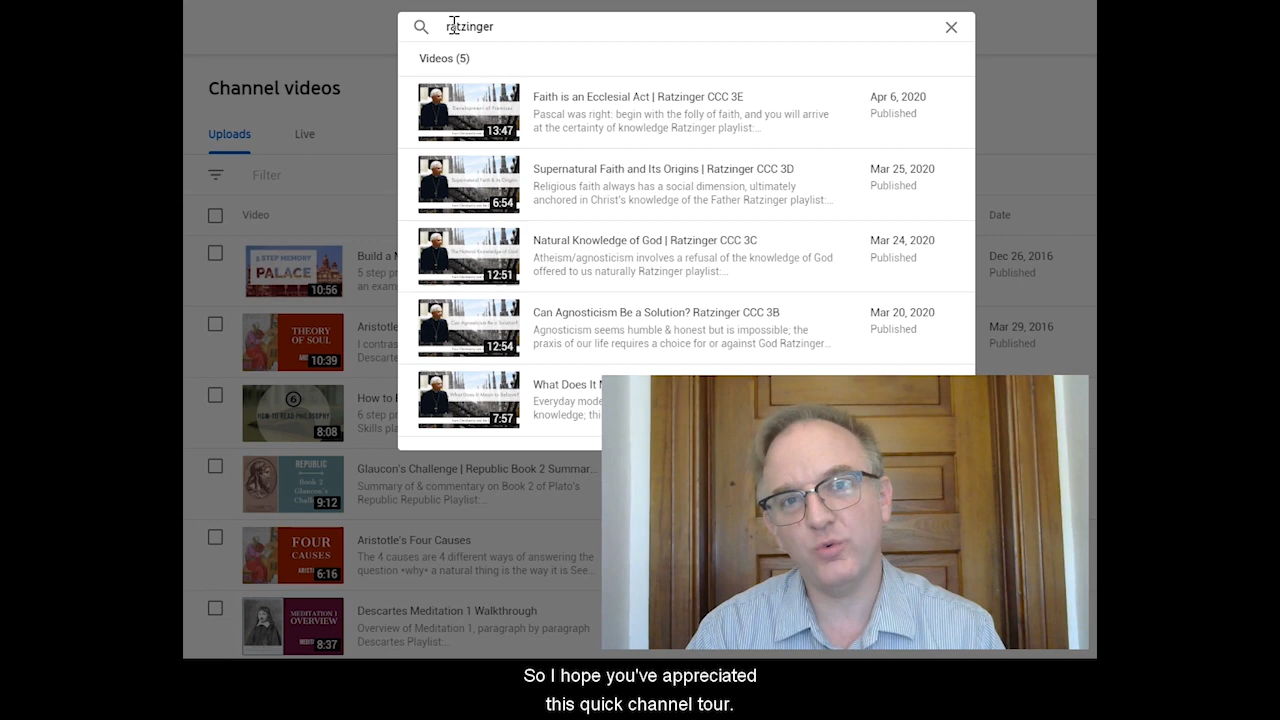 ratzinger
Videos (5)
Faith is an Ecclesial Act | Ratzinger CCC 3E
Pascal was right: begin with the folly of faith, and you will arrive
at the certainty of knowledge Ratzinger playlist:...
Apr 6, 2020
Published
13:47
Supernatural Faith and Its Origins | Ratzinger CCC 3D
Religious faith always has a social dimension, ultimately
anchored in Christ's knowledge of the Father Ratzinger playlist:...
Mar 25, 2020
Published
6:54
Natural Knowledge of God | Ratzinger CCC 3C
Atheism/agnosticism involves a refusal of the knowledge of God
offered to us naturally Ratzinger playlist:...
Mar 24, 2020
Published
12:51
Can Agnosticism Be a Solution? Ratzinger CCC 3B
Agnosticism seems humble & honest but is impossible; the
praxis of our life requires a choice for or against God Ratzinger...
Mar 20, 2020
Published
12:54
What Does It
Everyday mode
knowledge; thi
7:57
Channel videos
Uploads
Live
Filter
Video
Date
5 STEP MEMORY
PALACE
10:56
Build a
5 step pr
an exam
Dec 26, 2016
Published
THEORY
OF SOUL
10:39
Aristotle
I contras
Descartes
Mar 29, 2016
Published
6
HOW TO READ PHILOSOPHY
8:08
How to
6 step pr
Skills pla
REPUBLIC
Book 2
Glaucon's
9:12
Glaucon's Challenge | Republic Book 2 Summar...
Summary of & commentary on Book 2 of Plato's
Republic Republic Playlist:...
FOUR
CAUSES
6:16
Aristotle's Four Causes
The 4 causes are 4 different ways of answering the
question *why* a natural thing is the way it is See...
MEDITATION 1
OVERVIEW
8:37
Descartes Meditation 1 Walkthrough
Overview of Meditation 1, paragraph by paragraph
Descartes Playlist:...
So I hope you've appreciated
this quick channel tour.